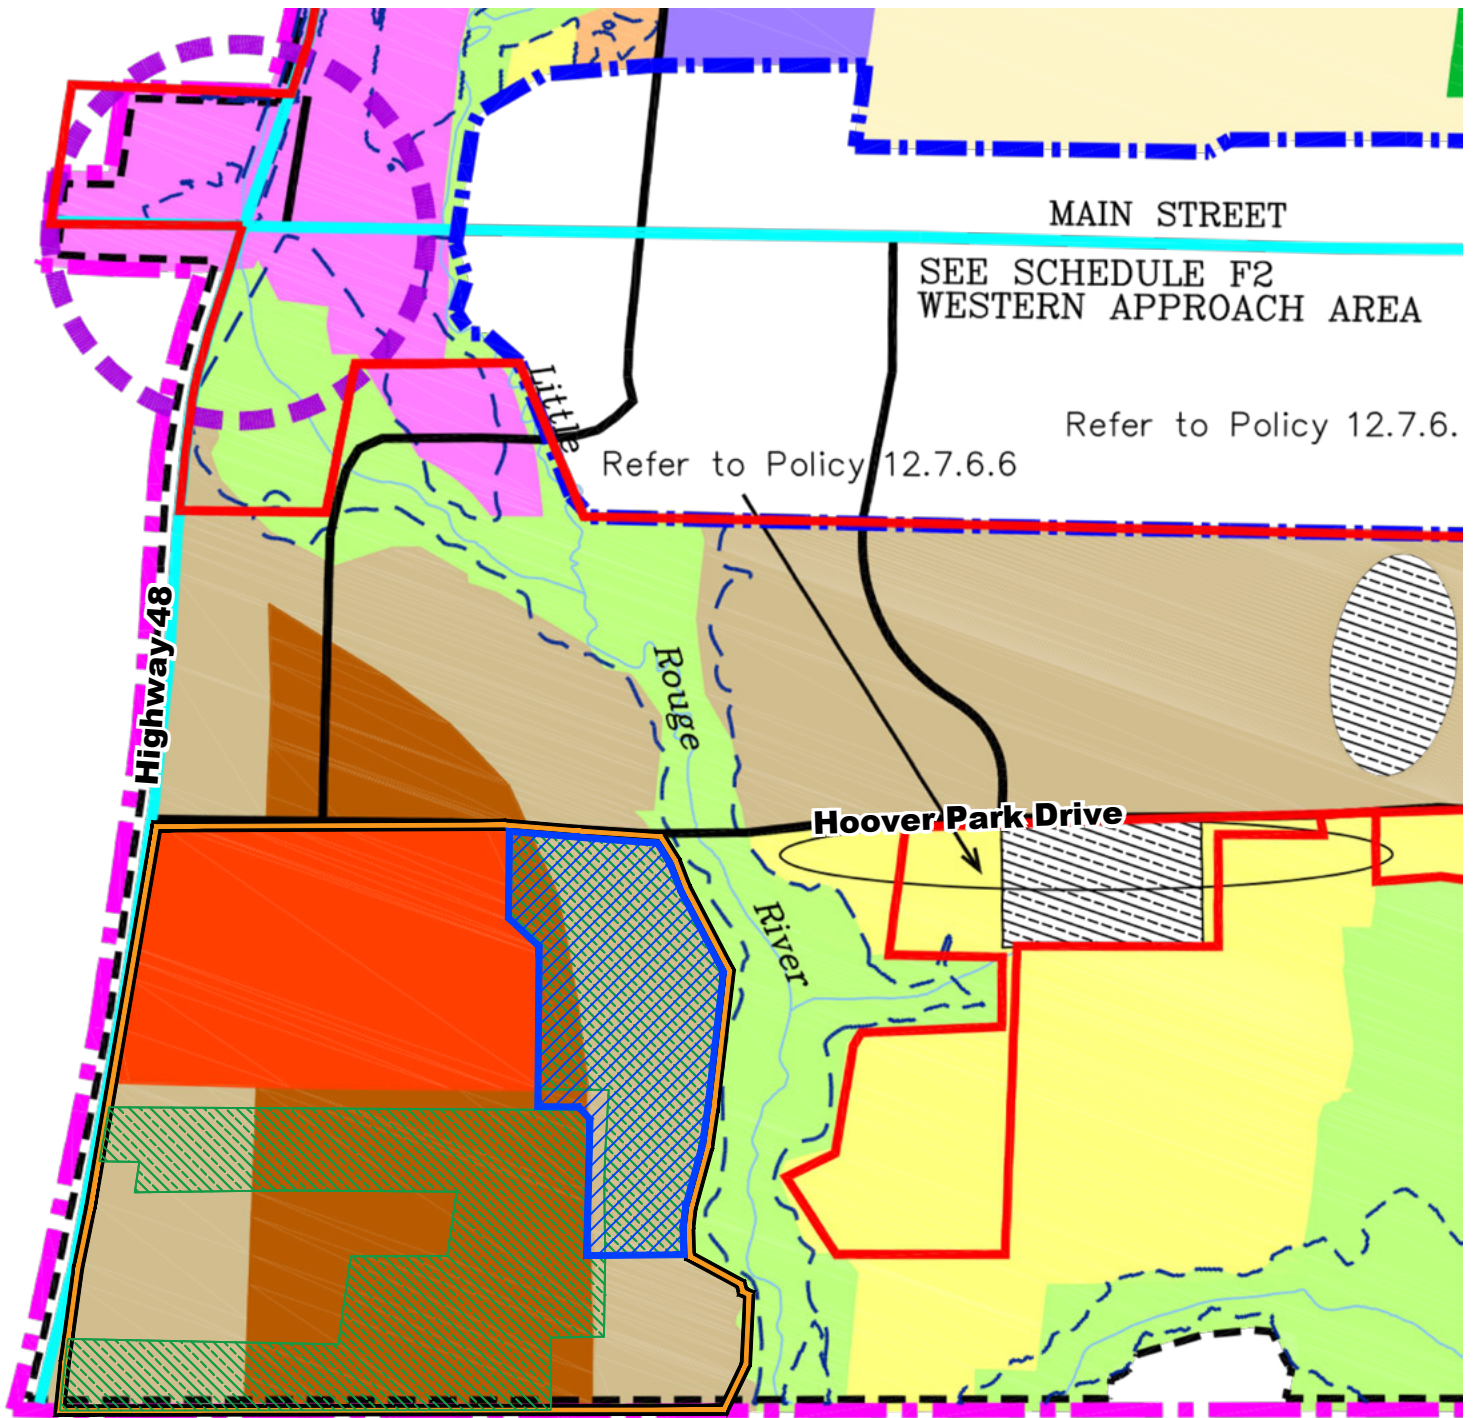 MAIN STREET
SEE SCHEDULE F2
WESTERN APPROACH AREA
Little
Refer to Policy 12.7.6.
Refer to Policy 12.7.6.6
Highway 48
Rouge
Hoover Park Drive
River